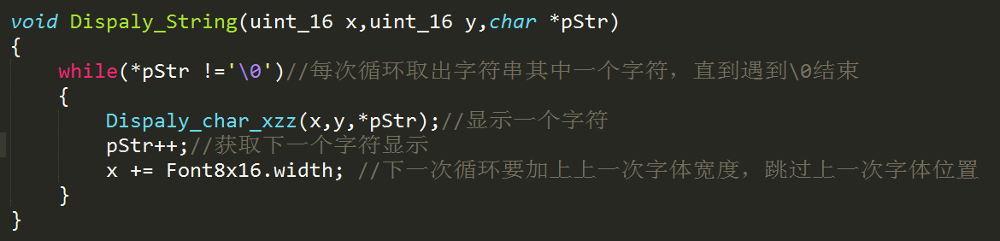 void Dispaly_String(uint_16 x,uint_16 y,char *pStr)
{
while(*pStr !='\0')//每次循环取出字符串其中一个字符，直到遇到\0结束
{
Dispaly_char_xzz(x,y,*pStr);//显示一个字符
pStr++;//获取下一个字符显示
x += Font8x16.width; //下一次循环要加上上一次字体宽度，跳过上一次字体位置
}
}